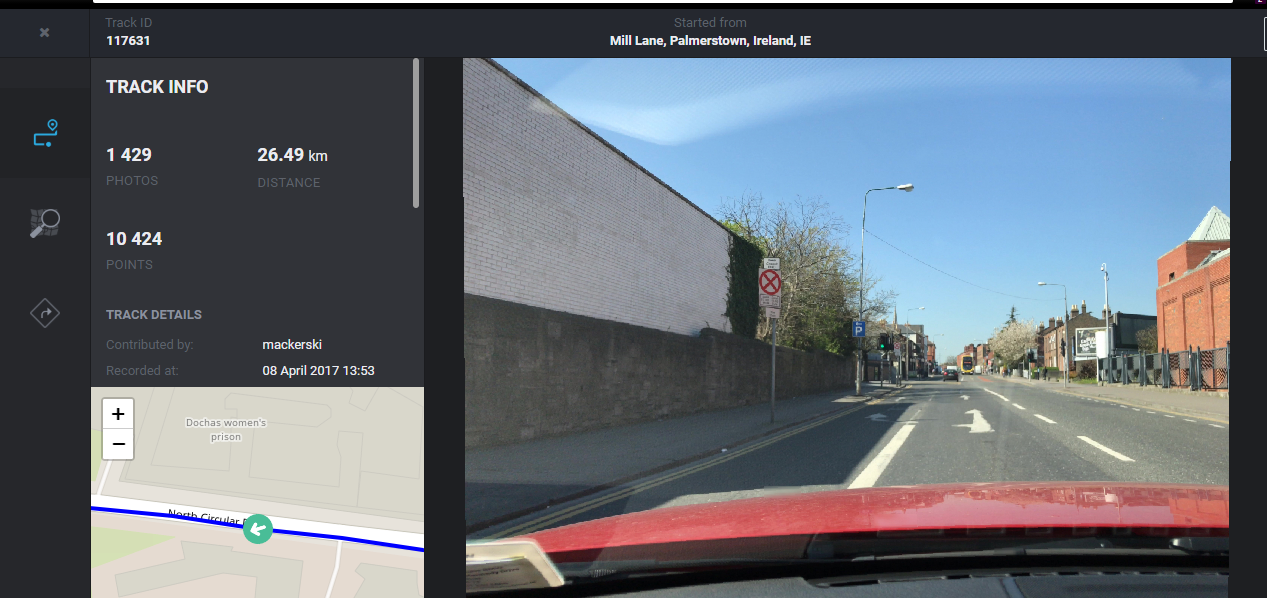 Track ID
117631
Started from
Mill Lane, Palmerstown, Ireland, IE
TRACK INFO
1 429
PHOTOS
26.49 km
DISTANCE
10 424
POINTS
TRACK DETAILS
Contributed by:
mackerski
Recorded at:
08 April 2017 13:53
+
−
Dochas women's
prison
North Circular
P